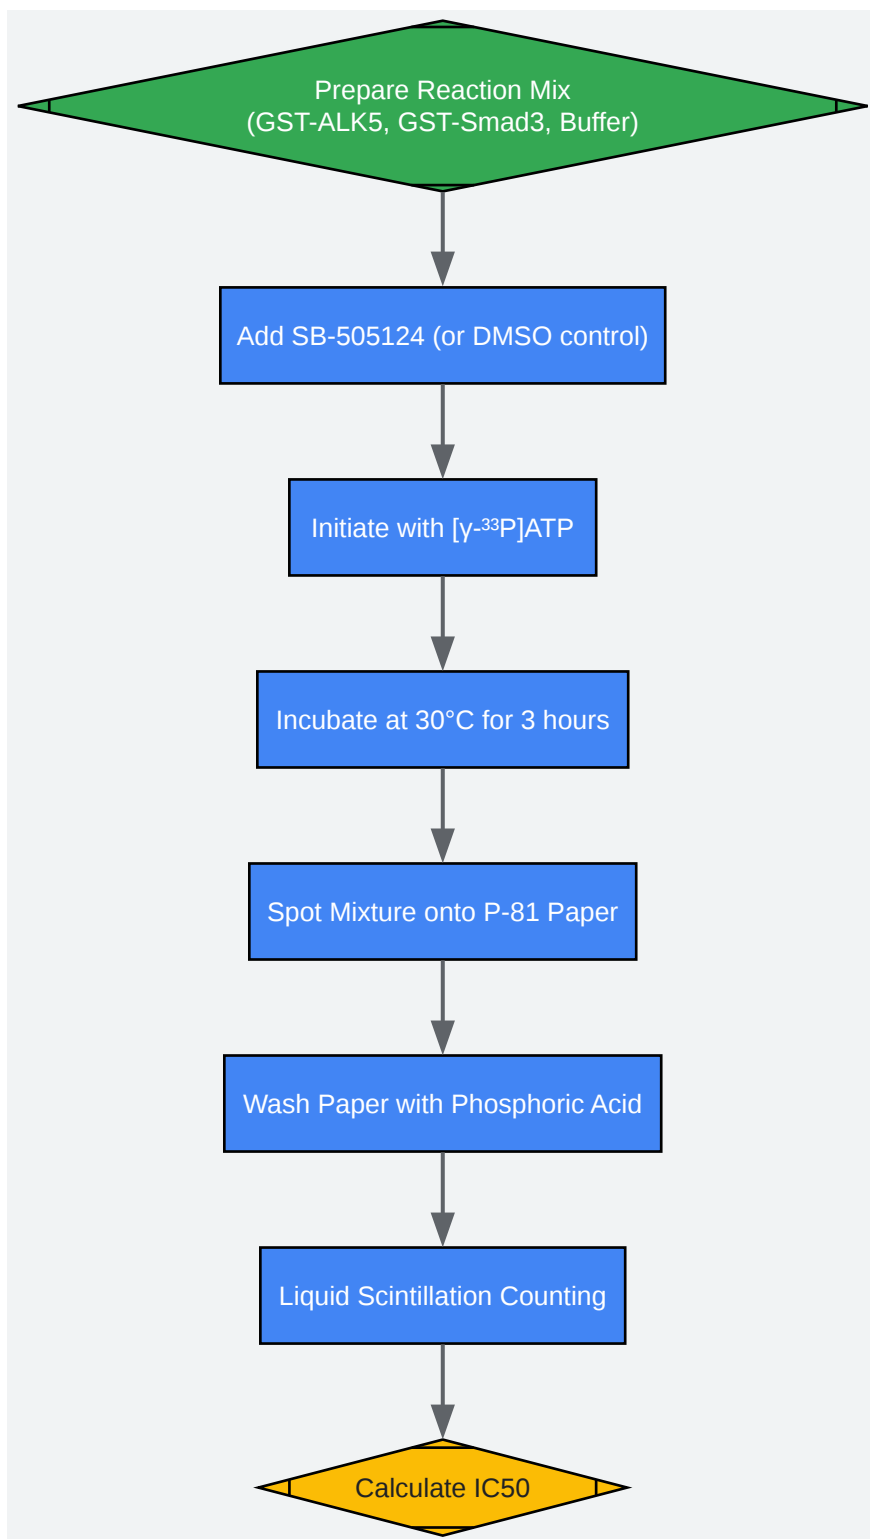 Prepare Reaction Mix
(GST-ALK5, GST-Smad3, Buffer)
Add SB-505124 (or DMSO control)
Initiate with [γ-³³P]ATP
Incubate at 30°C for 3 hours
Spot Mixture onto P-81 Paper
Wash Paper with Phosphoric Acid
Liquid Scintillation Counting
Calculate IC50